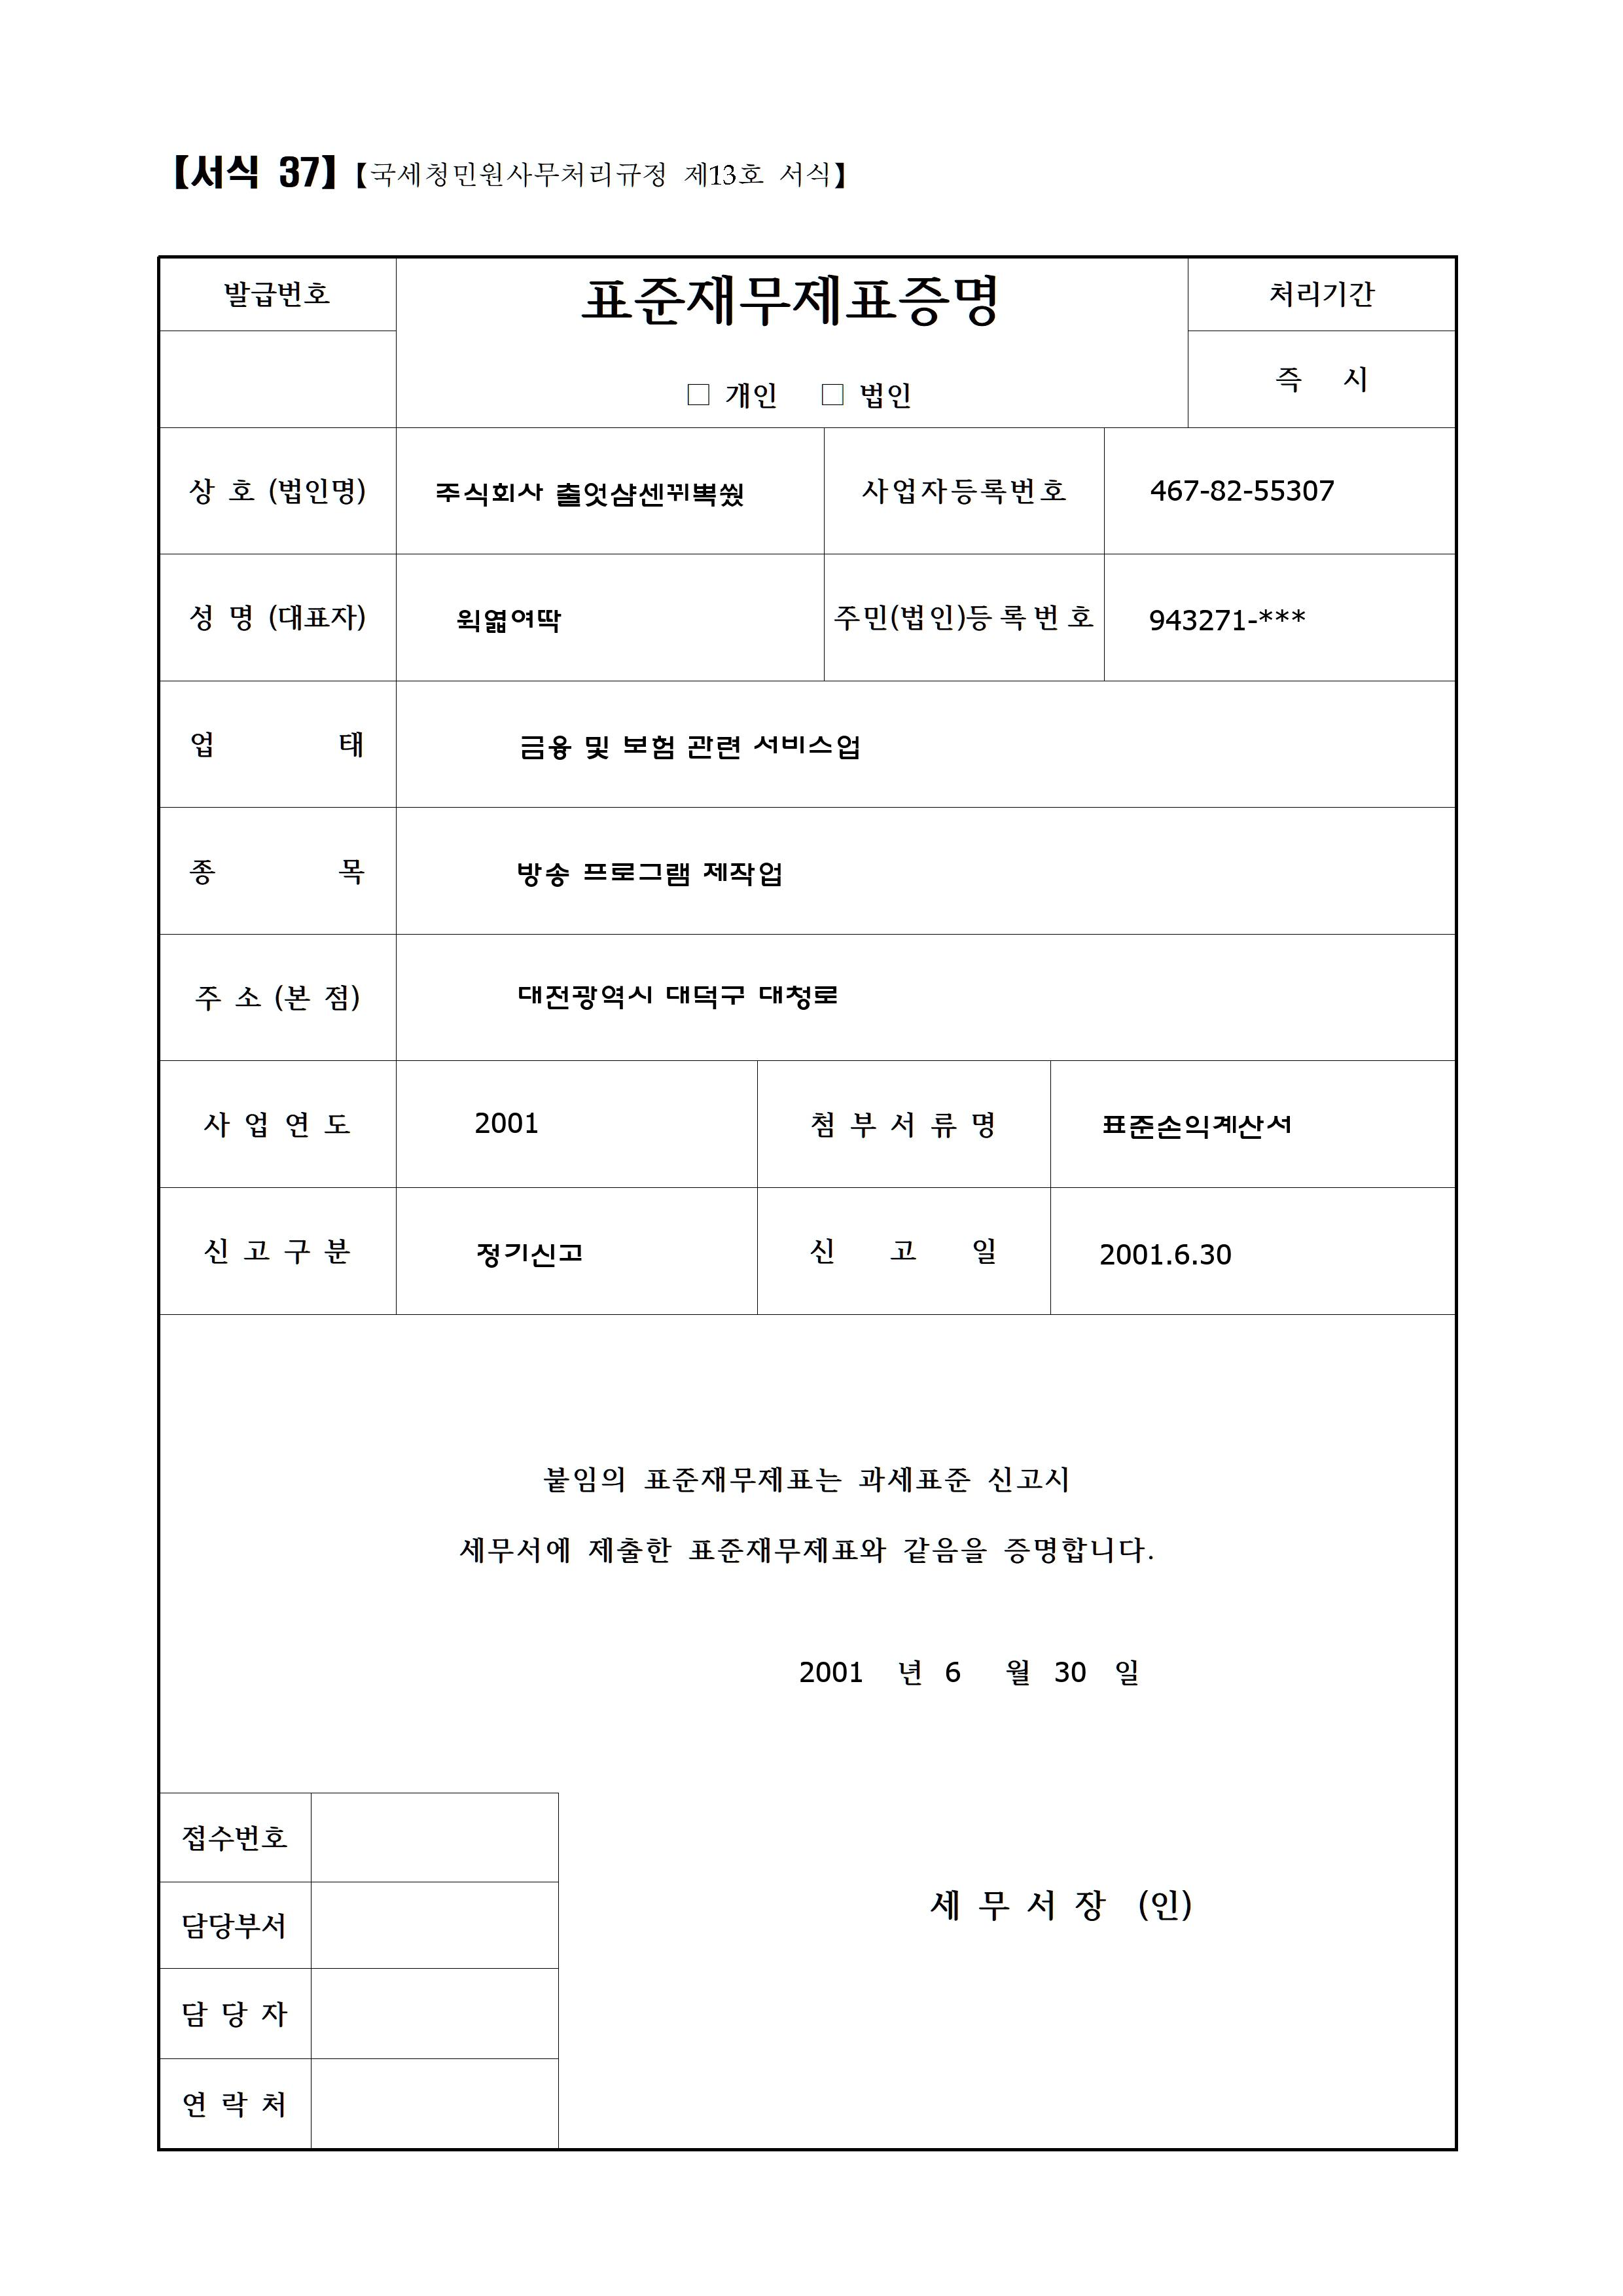 【서식 37】【국세청민원사무처리규정 제13호 서식】
발급번호
표준재무제표증명
처리기간
□ 개인 □ 법인
즉 시
상 호 (법인명) 주식회사 출엇샴센뀌뽁쒔 사업자등록번호 467-82-55307
성 명 (대표자) 윅엷여딱 주민(법인)등록번호 943271-***
업 태 금융 및 보험 관련 서비스업
종 목 방송 프로그램 제작업
주 소 (본 점) 대전광역시 대덕구 대청로
사 업 연 도 2001 첨 부 서 류 명 표준손익계산서
신 고 구 분 정기신고 신 고 일 2001.6.30
붙임의 표준재무제표는 과세표준 신고시
세무서에 제출한 표준재무제표와 같음을 증명합니다.
2001 년 6 월 30 일
접수번호
담당부서
세 무 서 장 (인)
담 당 자
연 락 처